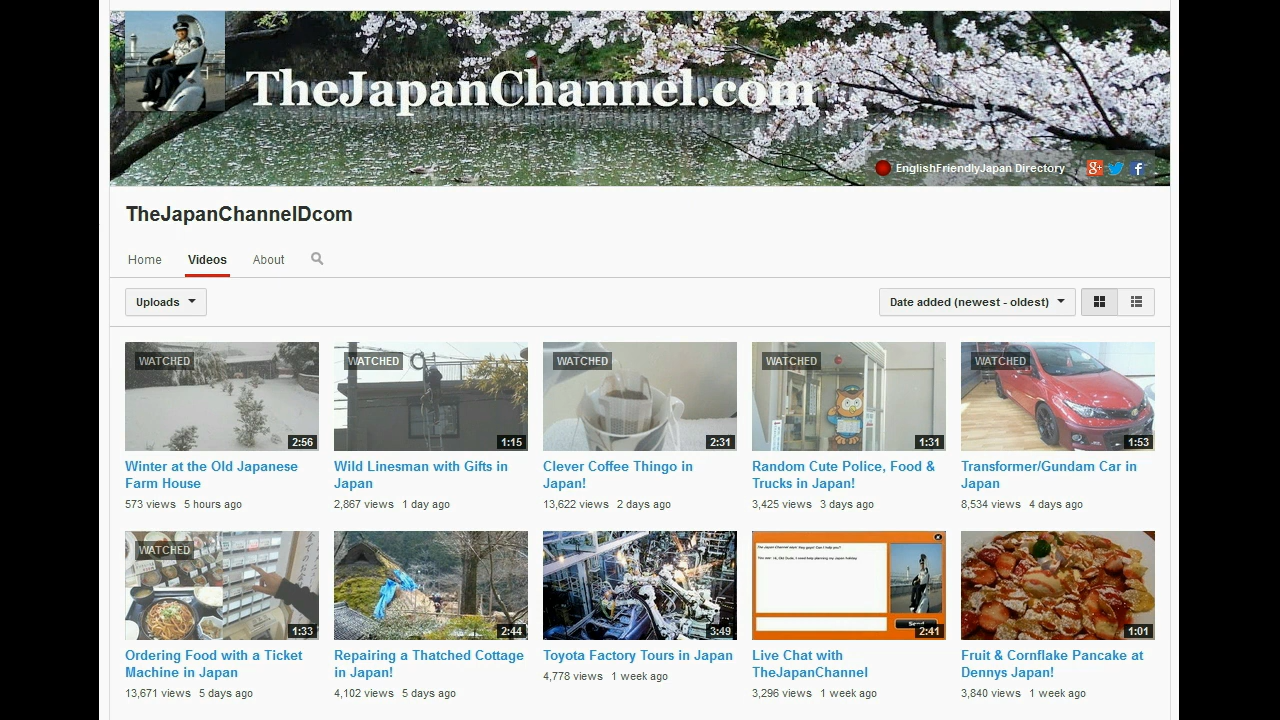 TheJapanChannel.com
EnglishFriendlyJapan Directory
TheJapanChannelDcom
Home Videos About
Uploads
Date added (newest - oldest)
WATCHED WATCHED WATCHED WATCHED WATCHED
2:56 1:15 2:31 1:31 1:53
Winter at the Old Japanese Farm House
573 views 5 hours ago
Wild Linesman with Gifts in Japan
2,867 views 1 day ago
Clever Coffee Thingo in Japan!
13,622 views 2 days ago
Random Cute Police, Food & Trucks in Japan!
3,425 views 3 days ago
Transformer/Gundam Car in Japan
8,534 views 4 days ago
WATCHED
1:33 2:44 3:49 2:41 1:01
Ordering Food with a Ticket Machine in Japan
13,671 views 5 days ago
Repairing a Thatched Cottage in Japan!
4,102 views 5 days ago
Toyota Factory Tours in Japan
4,778 views 1 week ago
Live Chat with TheJapanChannel
3,296 views 1 week ago
Fruit & Cornflake Pancake at Dennys Japan!
3,840 views 1 week ago